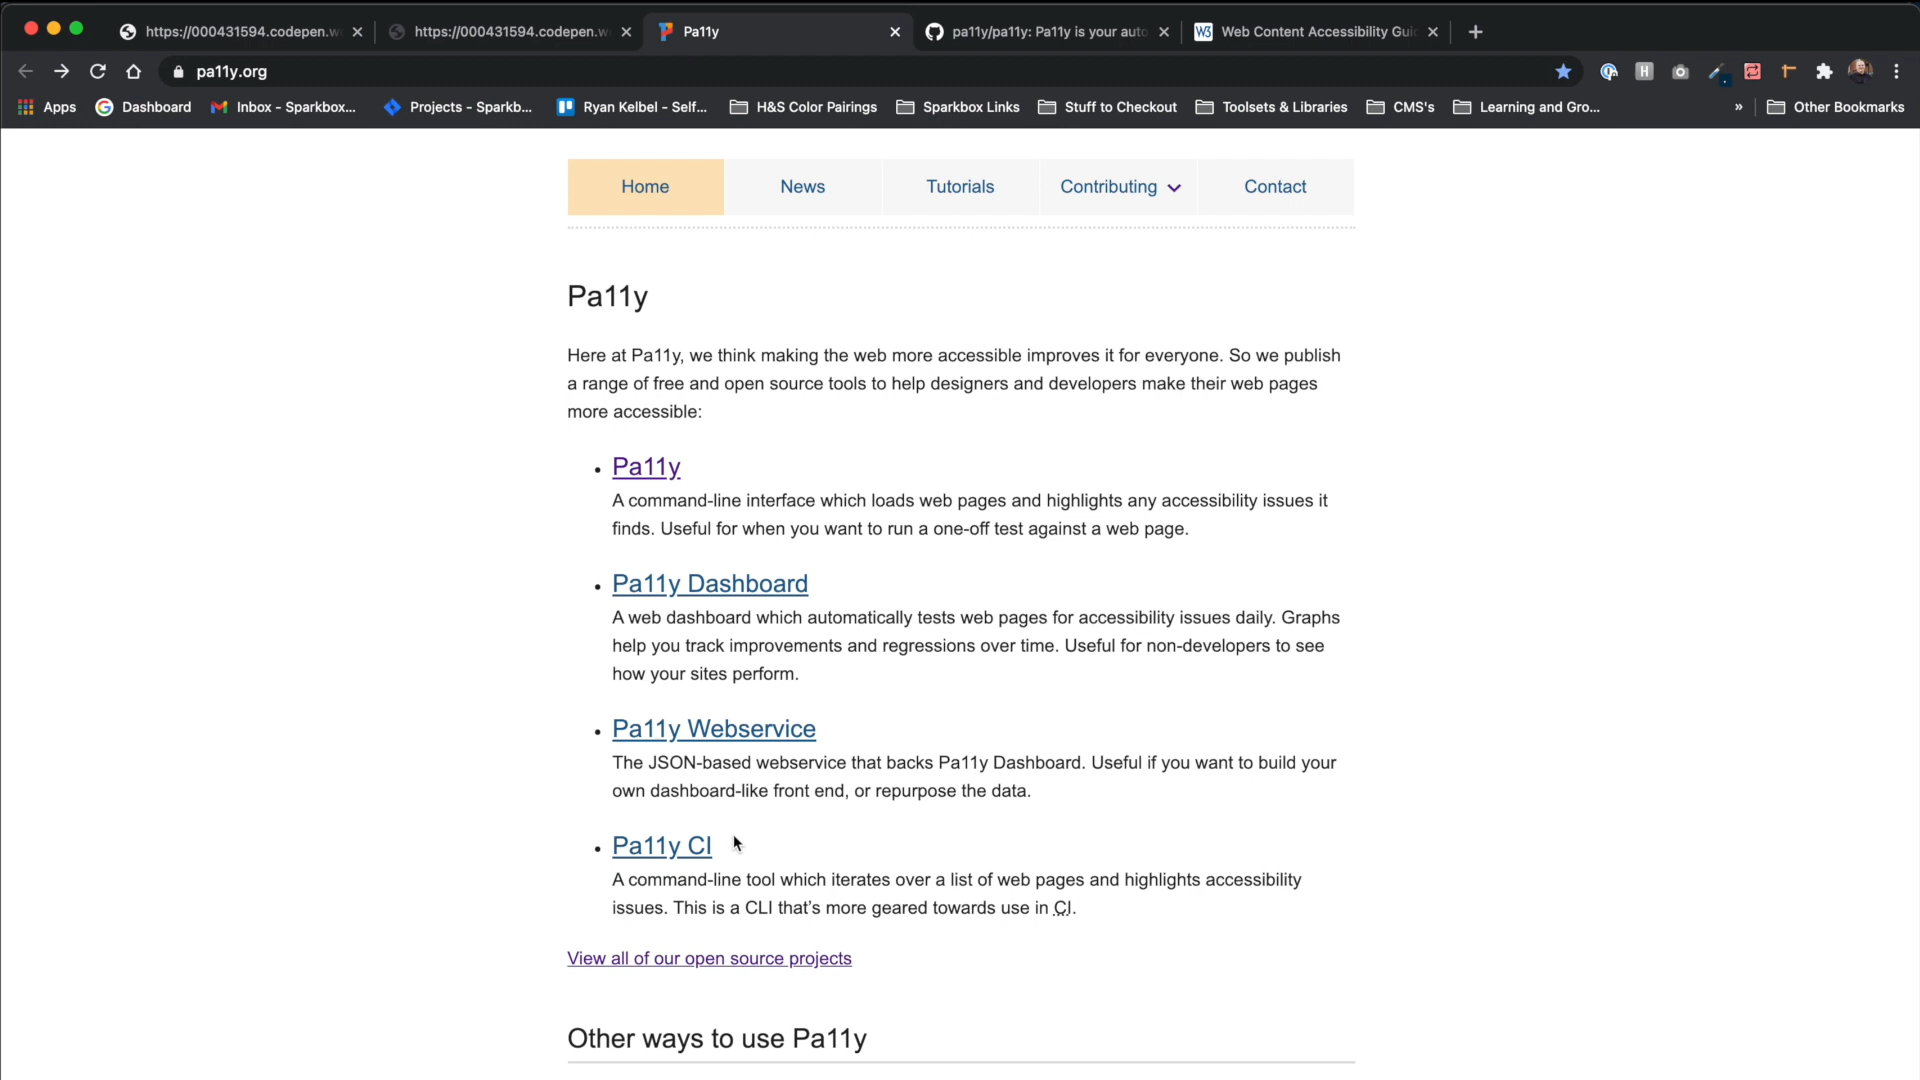 https://000431594.codepen.w
https://000431594.codepen.w
Pa11y
pa11y/pa11y: Pa11y is your auto
W3
Web Content Accessibility Gui
pa11y.org
H
Apps
Dashboard
Inbox - Sparkbox...
Projects - Sparkb...
Ryan Kelbel - Self...
H&S Color Pairings
Sparkbox Links
Stuff to Checkout
Toolsets & Libraries
CMS's
Learning and Gro...
»
Other Bookmarks
Home
News
Tutorials
Contributing
Contact
Pa11y
Here at Pa11y, we think making the web more accessible improves it for everyone. So we publish
a range of free and open source tools to help designers and developers make their web pages
more accessible:
• Pa11y
A command-line interface which loads web pages and highlights any accessibility issues it
finds. Useful for when you want to run a one-off test against a web page.
• Pa11y Dashboard
A web dashboard which automatically tests web pages for accessibility issues daily. Graphs
help you track improvements and regressions over time. Useful for non-developers to see
how your sites perform.
• Pa11y Webservice
The JSON-based webservice that backs Pa11y Dashboard. Useful if you want to build your
own dashboard-like front end, or repurpose the data.
• Pa11y CI
A command-line tool which iterates over a list of web pages and highlights accessibility
issues. This is a CLI that’s more geared towards use in CI.
View all of our open source projects
Other ways to use Pa11y